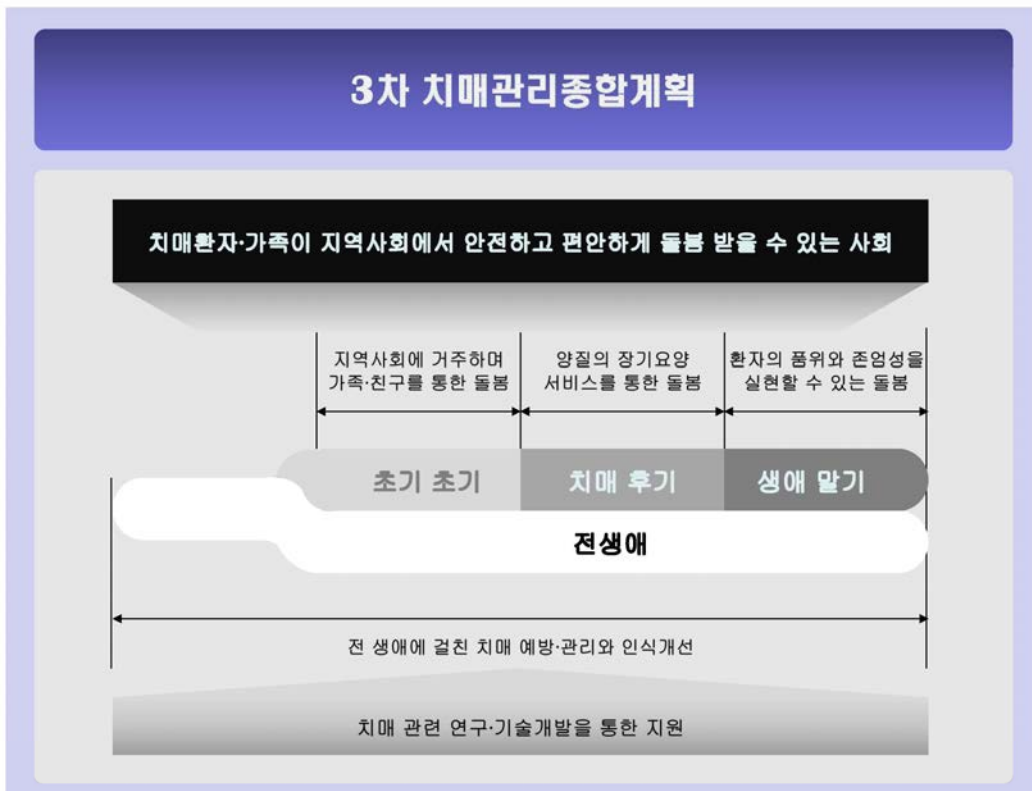 3차 치매관리종합계획
치매환자·가족이 지역사회에서 안전하고 편안하게 돌봄 받을 수 있는 사회
지역사회에 거주하며
가족·친구를 통한 돌봄
양질의 장기요양
서비스를 통한 돌봄
환자의 품위와 존엄성을
실현할 수 있는 돌봄
초기 초기
치매 후기
생애 말기
전생애
전 생애에 걸친 치매 예방·관리와 인식개선
치매 관련 연구·기술개발을 통한 지원